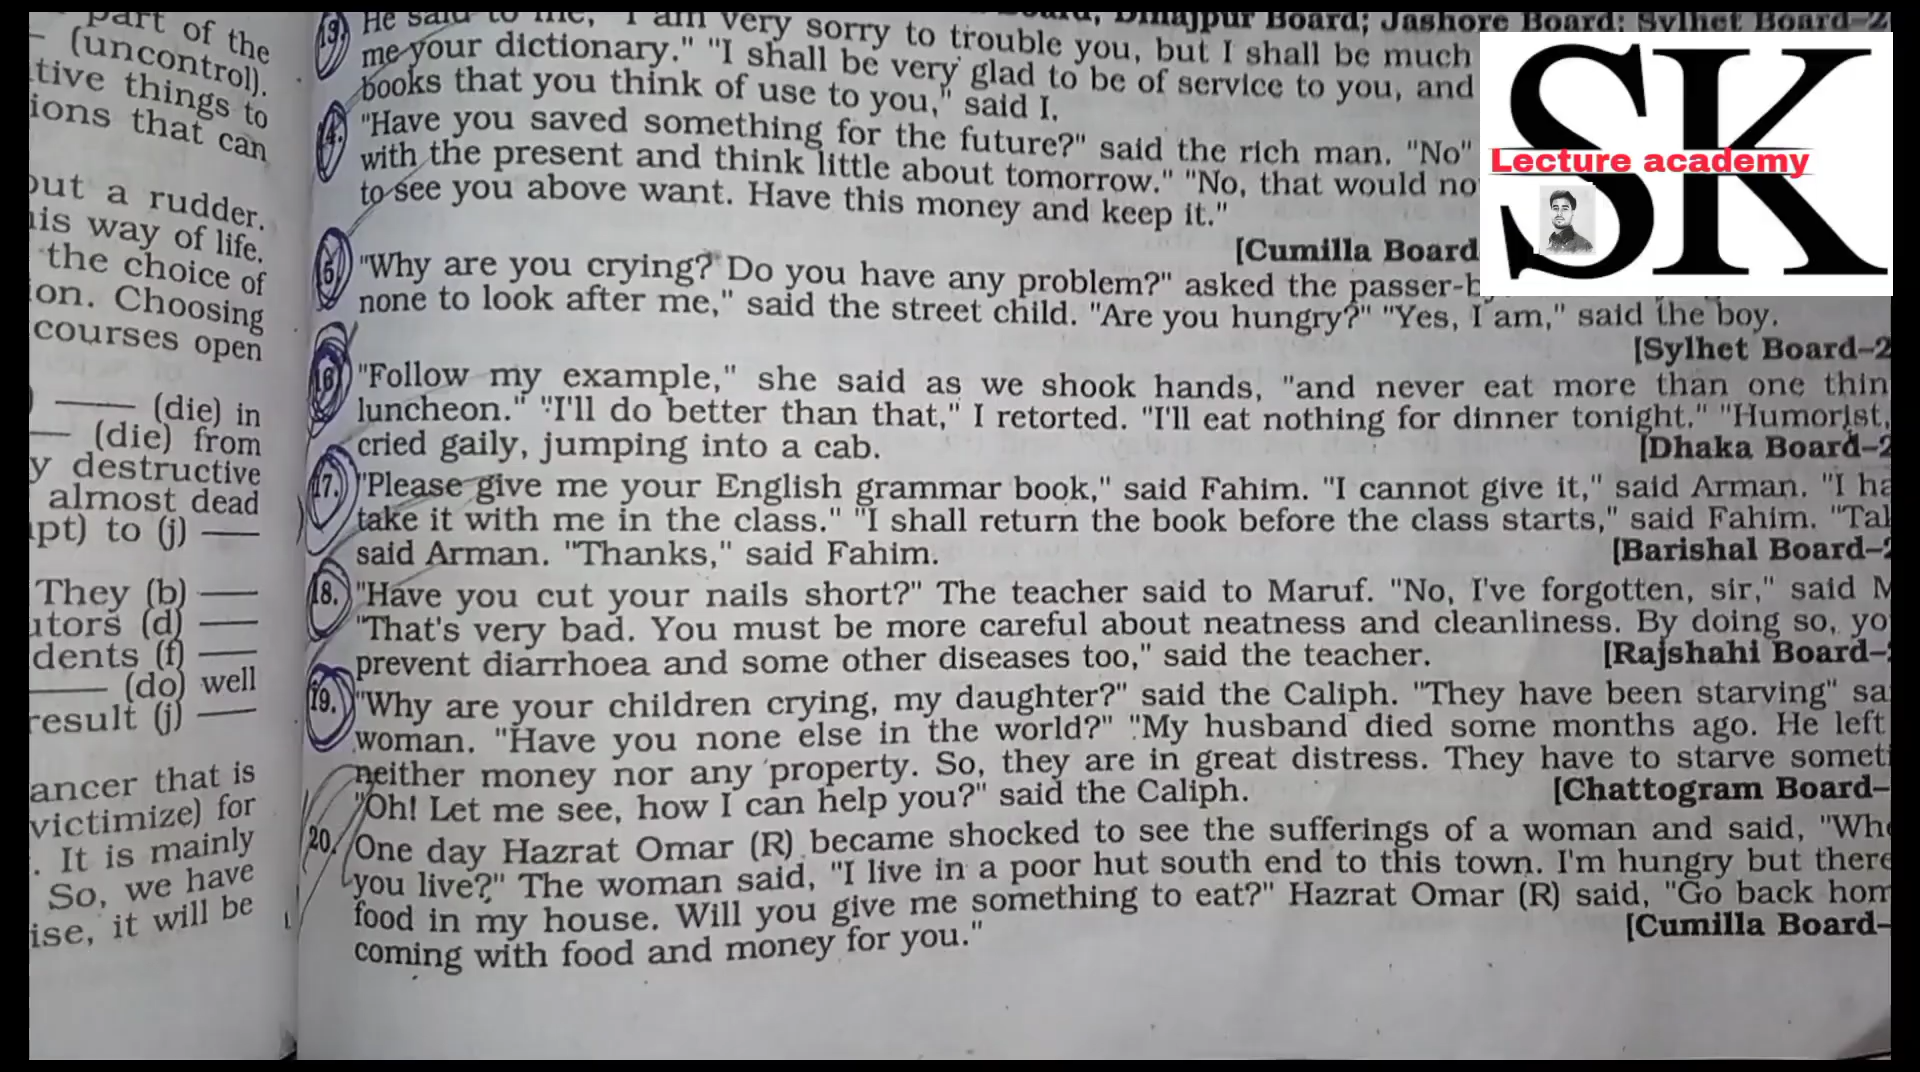 part of the
— (uncontrol).
tive things to
ions that can
out a rudder.
is way of life.
the choice of
on. Choosing
courses open
(die) in
(die) from
y destructive
almost dead
pt) to (j)
They (b)
utors (d)
dents (f)
(do) well
result (j)
ancer that is
victimize) for
. It is mainly
So, we have
ise, it will be
Board, Dinajpur Board; Jashore Board; Sylhet Board–2
13. He said to me, "I am very sorry to trouble you, but I shall be much
me your dictionary." "I shall be very glad to be of service to you, and
books that you think of use to you," said I.
14. "Have you saved something for the future?" said the rich man. "No"
with the present and think little about tomorrow." "No, that would no
to see you above want. Have this money and keep it."
[Cumilla Board
15. "Why are you crying? Do you have any problem?" asked the passer-b
none to look after me," said the street child. "Are you hungry?" "Yes, I am," said the boy.
[Sylhet Board–2
16. "Follow my example," she said as we shook hands, "and never eat more than one thin
luncheon." "I'll do better than that," I retorted. "I'll eat nothing for dinner tonight." "Humorist,
cried gaily, jumping into a cab.
[Dhaka Board–2
17. "Please give me your English grammar book," said Fahim. "I cannot give it," said Arman. "I ha
take it with me in the class." "I shall return the book before the class starts," said Fahim. "Tak
said Arman. "Thanks," said Fahim.
[Barishal Board–2
18. "Have you cut your nails short?" The teacher said to Maruf. "No, I've forgotten, sir," said M
"That's very bad. You must be more careful about neatness and cleanliness. By doing so, yo
prevent diarrhoea and some other diseases too," said the teacher.
[Rajshahi Board–2
19. "Why are your children crying, my daughter?" said the Caliph. "They have been starving" sa
woman. "Have you none else in the world?" "My husband died some months ago. He left
neither money nor any property. So, they are in great distress. They have to starve someti
"Oh! Let me see, how I can help you?" said the Caliph.
[Chattogram Board–
20. One day Hazrat Omar (R) became shocked to see the sufferings of a woman and said, "Whe
you live?" The woman said, "I live in a poor hut south end to this town. I'm hungry but there
food in my house. Will you give me something to eat?" Hazrat Omar (R) said, "Go back hom
coming with food and money for you."
[Cumilla Board–
SK
Lecture academy